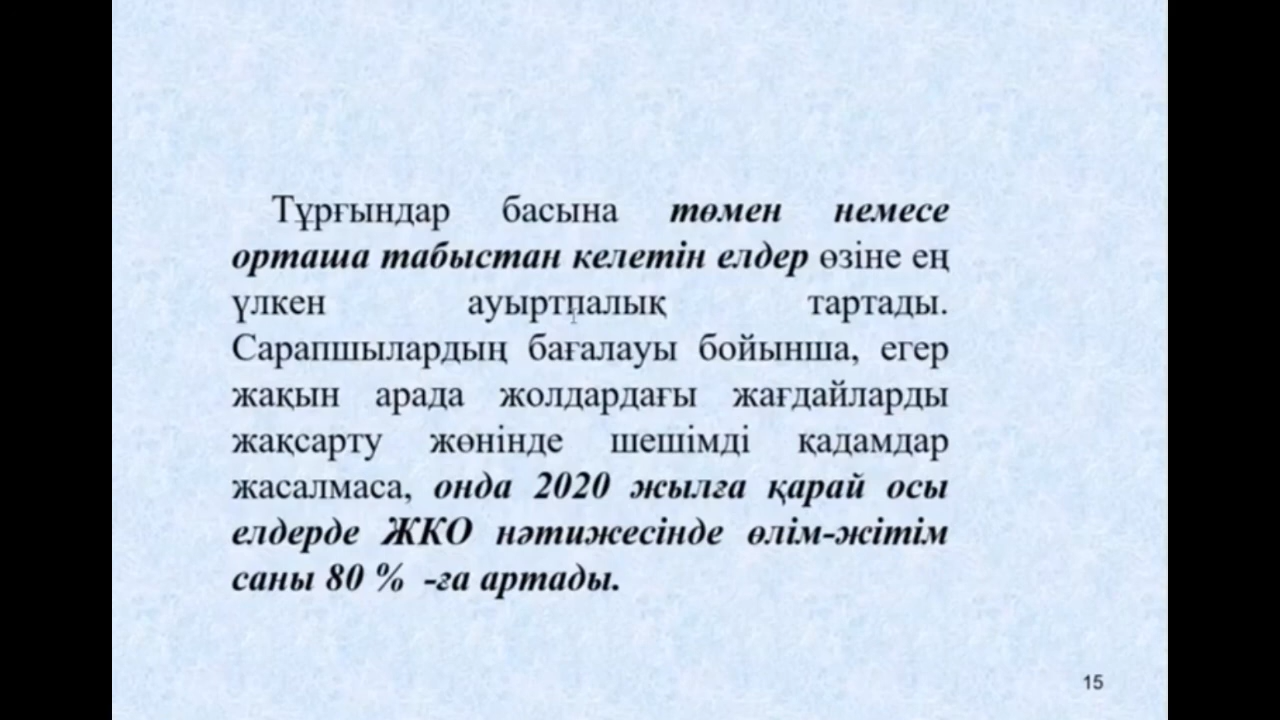 Тұрғындар басына төмен немесе
орташа табыстан келетін елдер өзіне ең
үлкен ауыртпалық тартады.
Сарапшылардың бағалауы бойынша, егер
жақын арада жолдардағы жағдайларды
жақсарту жөнінде шешімді қадамдар
жасалмаса, онда 2020 жылға қарай осы
елдерде ЖКО нәтижесінде өлім-жітім
саны 80 % -ға артады.
15